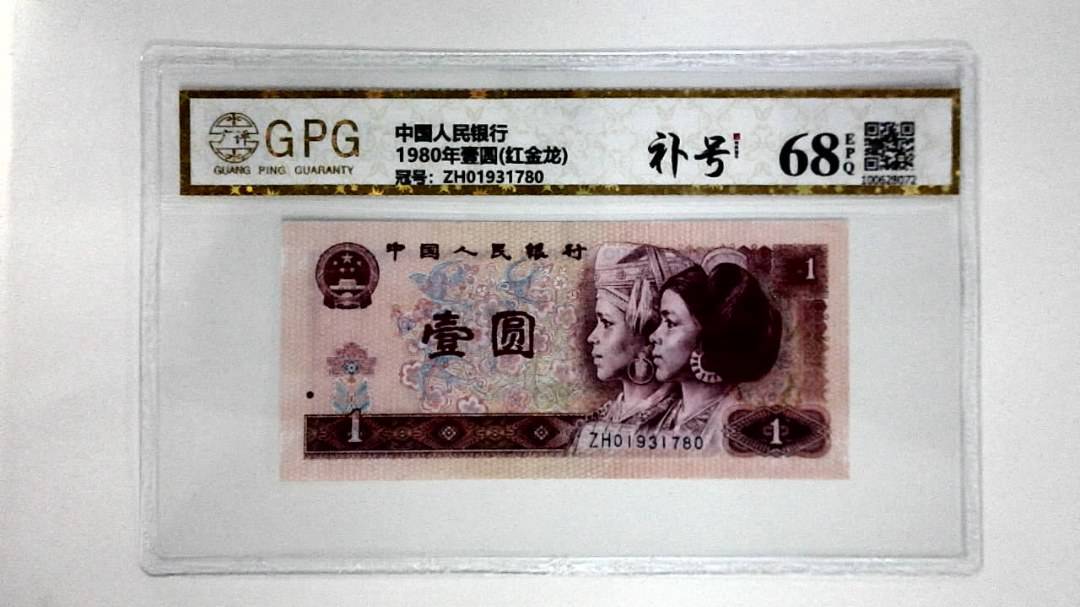 广评
GPG
GUANG PING GUARANTY
中国人民银行
1980年壹圆(红金龙)
冠号：ZH01931780
补号
68
EPQ
100628072
中国人民银行
1
壹圆
1
ZH01931780
1